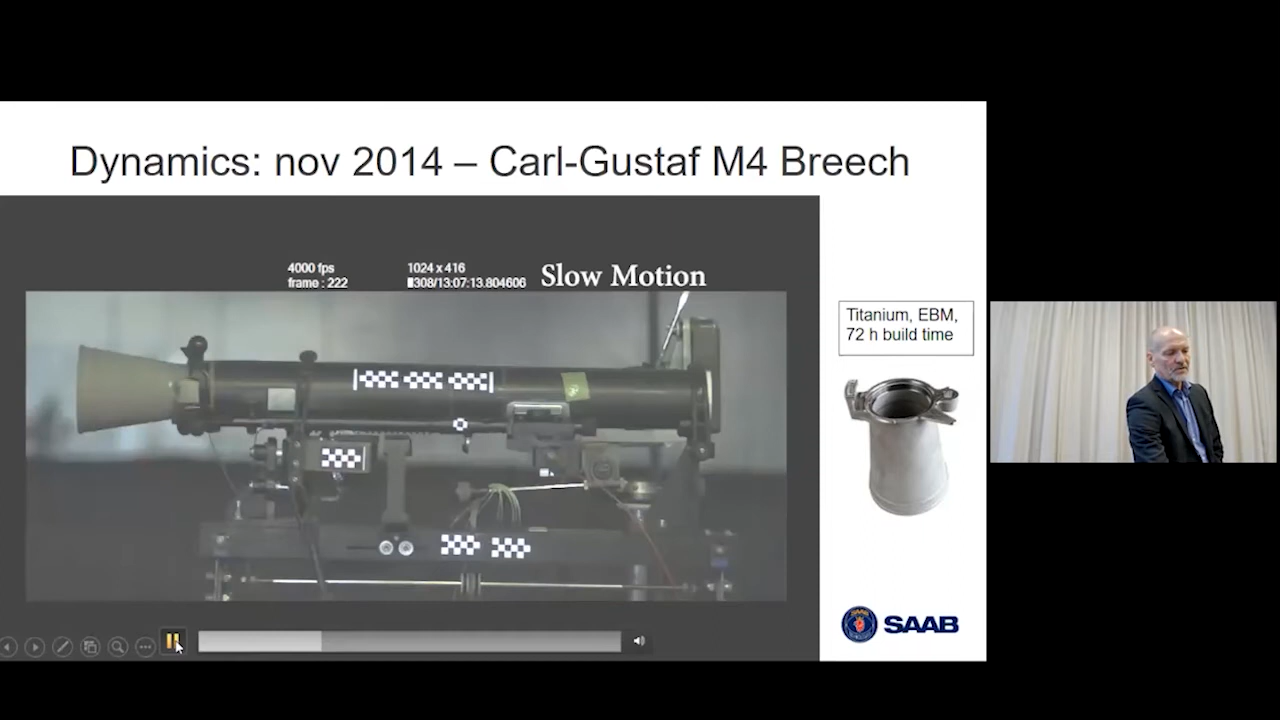 Dynamics: nov 2014 – Carl-Gustaf M4 Breech
4000 fps
frame : 222
1024 x 416
308/13:07:13.804606
Slow Motion
Titanium, EBM,
72 h build time
SAAB
SAAB